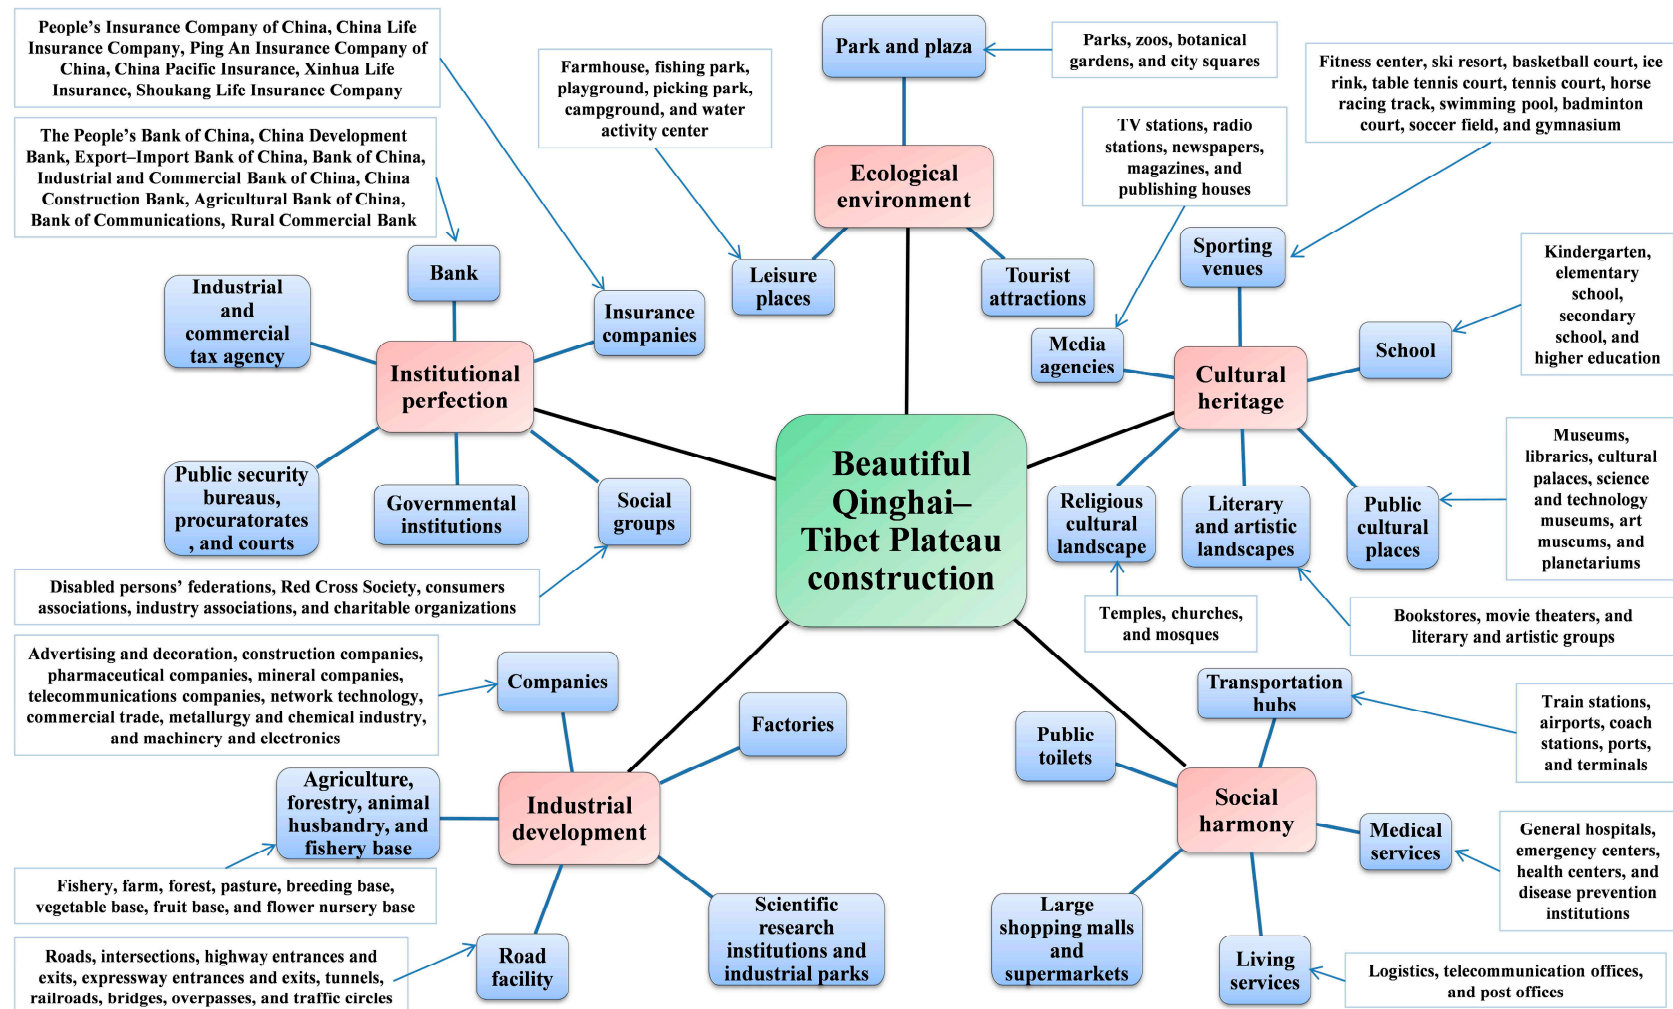 People's Insurance Company of China, China Life
Insurance Company, Ping An Insurance Company of
China, China Pacific Insurance, Xinhua Life
Insurance, Shoukang Life Insurance Company
The People's Bank of China, China Development
Bank, Export–Import Bank of China, Bank of China,
Industrial and Commercial Bank of China, China
Construction Bank, Agricultural Bank of China,
Bank of Communications, Rural Commercial Bank
Farmhouse, fishing park,
playground, picking park,
campground, and water
activity center
Park and plaza
Parks, zoos, botanical
gardens, and city squares
Fitness center, ski resort, basketball court, ice
rink, table tennis court, tennis court, horse
racing track, swimming pool, badminton
court, soccer field, and gymnasium
TV stations, radio
stations, newspapers,
magazines, and
publishing houses
Ecological
environment
Leisure
places
Tourist
attractions
Sporting
venues
Kindergarten,
elementary
school,
secondary
school, and
higher education
Media
agencies
School
Cultural
heritage
Bank
Industrial
and
commercial
tax agency
Insurance
companies
Institutional
perfection
Public security
bureaus,
procuratorates
, and courts
Governmental
institutions
Social
groups
Disabled persons' federations, Red Cross Society, consumers
associations, industry associations, and charitable organizations
Beautiful
Qinghai–
Tibet Plateau
construction
Religious
cultural
landscape
Literary
and artistic
landscapes
Public
cultural
places
Museums,
libraries, cultural
palaces, science
and technology
museums, art
museums, and
planetariums
Temples, churches,
and mosques
Bookstores, movie theaters, and
literary and artistic groups
Advertising and decoration, construction companies,
pharmaceutical companies, mineral companies,
telecommunications companies, network technology,
commercial trade, metallurgy and chemical industry,
and machinery and electronics
Companies
Factories
Agriculture,
forestry, animal
husbandry, and
fishery base
Industrial
development
Fishery, farm, forest, pasture, breeding base,
vegetable base, fruit base, and flower nursery base
Roads, intersections, highway entrances and
exits, expressway entrances and exits, tunnels,
railroads, bridges, overpasses, and traffic circles
Road
facility
Scientific
research
institutions and
industrial parks
Transportation
hubs
Train stations,
airports, coach
stations, ports,
and terminals
Public
toilets
Social
harmony
Medical
services
General hospitals,
emergency centers,
health centers, and
disease prevention
institutions
Large
shopping malls
and
supermarkets
Living
services
Logistics, telecommunication offices,
and post offices